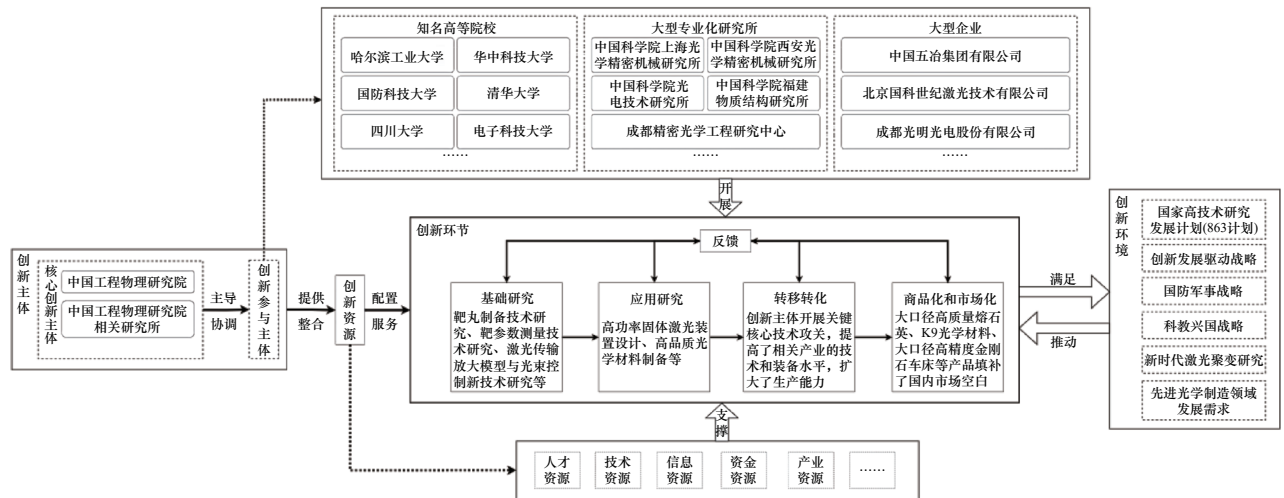 知名高等院校
哈尔滨工业大学
华中科技大学
国防科技大学
清华大学
四川大学
电子科技大学
……
大型专业化研究所
中国科学院上海光
学精密机械研究所
中国科学院西安光
学精密机械研究所
中国科学院光
电技术研究所
中国科学院福建
物质结构研究所
成都精密光学工程研究中心
……
大型企业
中国五冶集团有限公司
北京国科世纪激光技术有限公司
成都光明光电股份有限公司
……
开展
创新主体
核心创新主体
中国工程物理研究院
中国工程物理研究院
相关研究所
主导
协调
创新参与主体
提供
整合
创新资源
配置
服务
创新环节
反馈
基础研究
靶丸制备技术研
究、靶参数测量技
术研究、激光传输
放大模型与光束控
制新技术研究等
应用研究
高功率固体激光装
置设计、高品质光
学材料制备等
转移转化
创新主体开展关键
核心技术攻关，提
高了相关产业的技
术和装备水平，扩
大了生产能力
商品化和市场化
大口径高质量熔石
英、K9光学材料、
大口径高精度金刚
石车床等产品填补
了国内市场空白
满足
推动
创新环境
国家高技术研究
发展计划(863计划)
创新发展驱动战略
国防军事战略
科教兴国战略
新时代激光聚变研究
先进光学制造领域
发展需求
支撑
人才
资源
技术
资源
信息
资源
资金
资源
产业
资源
……